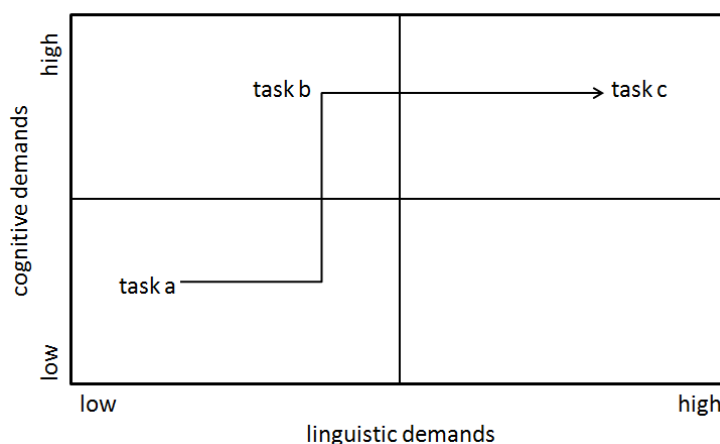 high
task b
task c
cognitive demands
task a
low
low
high
linguistic demands